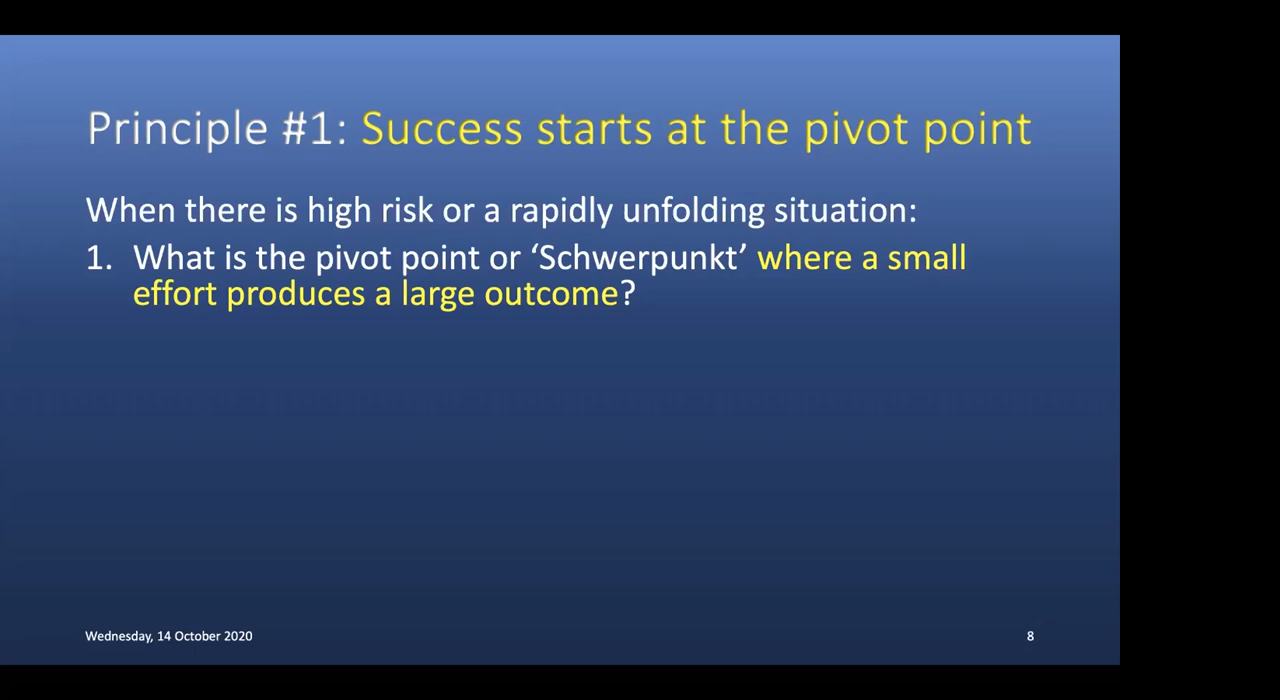 Principle #1: Success starts at the pivot point
When there is high risk or a rapidly unfolding situation:
1. What is the pivot point or ‘Schwerpunkt’ where a small
effort produces a large outcome?
Wednesday, 14 October 2020
8